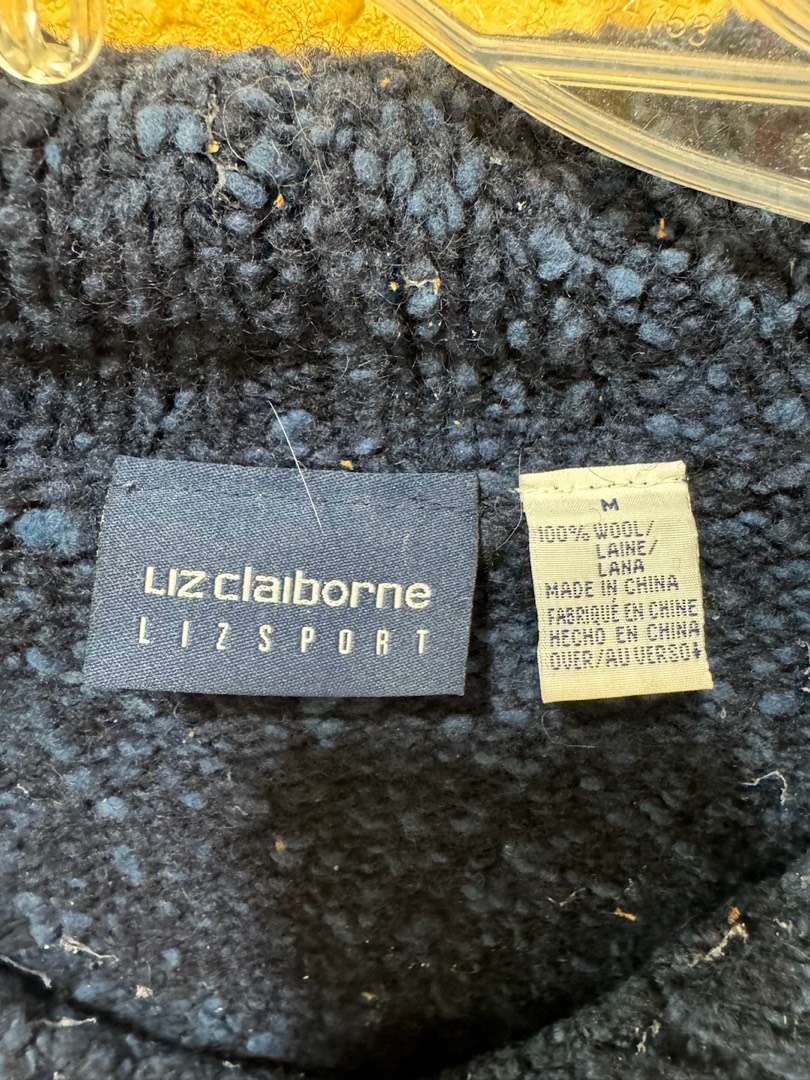 LIZ claiborne
LIZSPORT
M
100% WOOL/
LAINE/
LANA
MADE IN CHINA
FABRIQUÉ EN CHINE
HECHO EN CHINA
OVER/AU VERSO↓